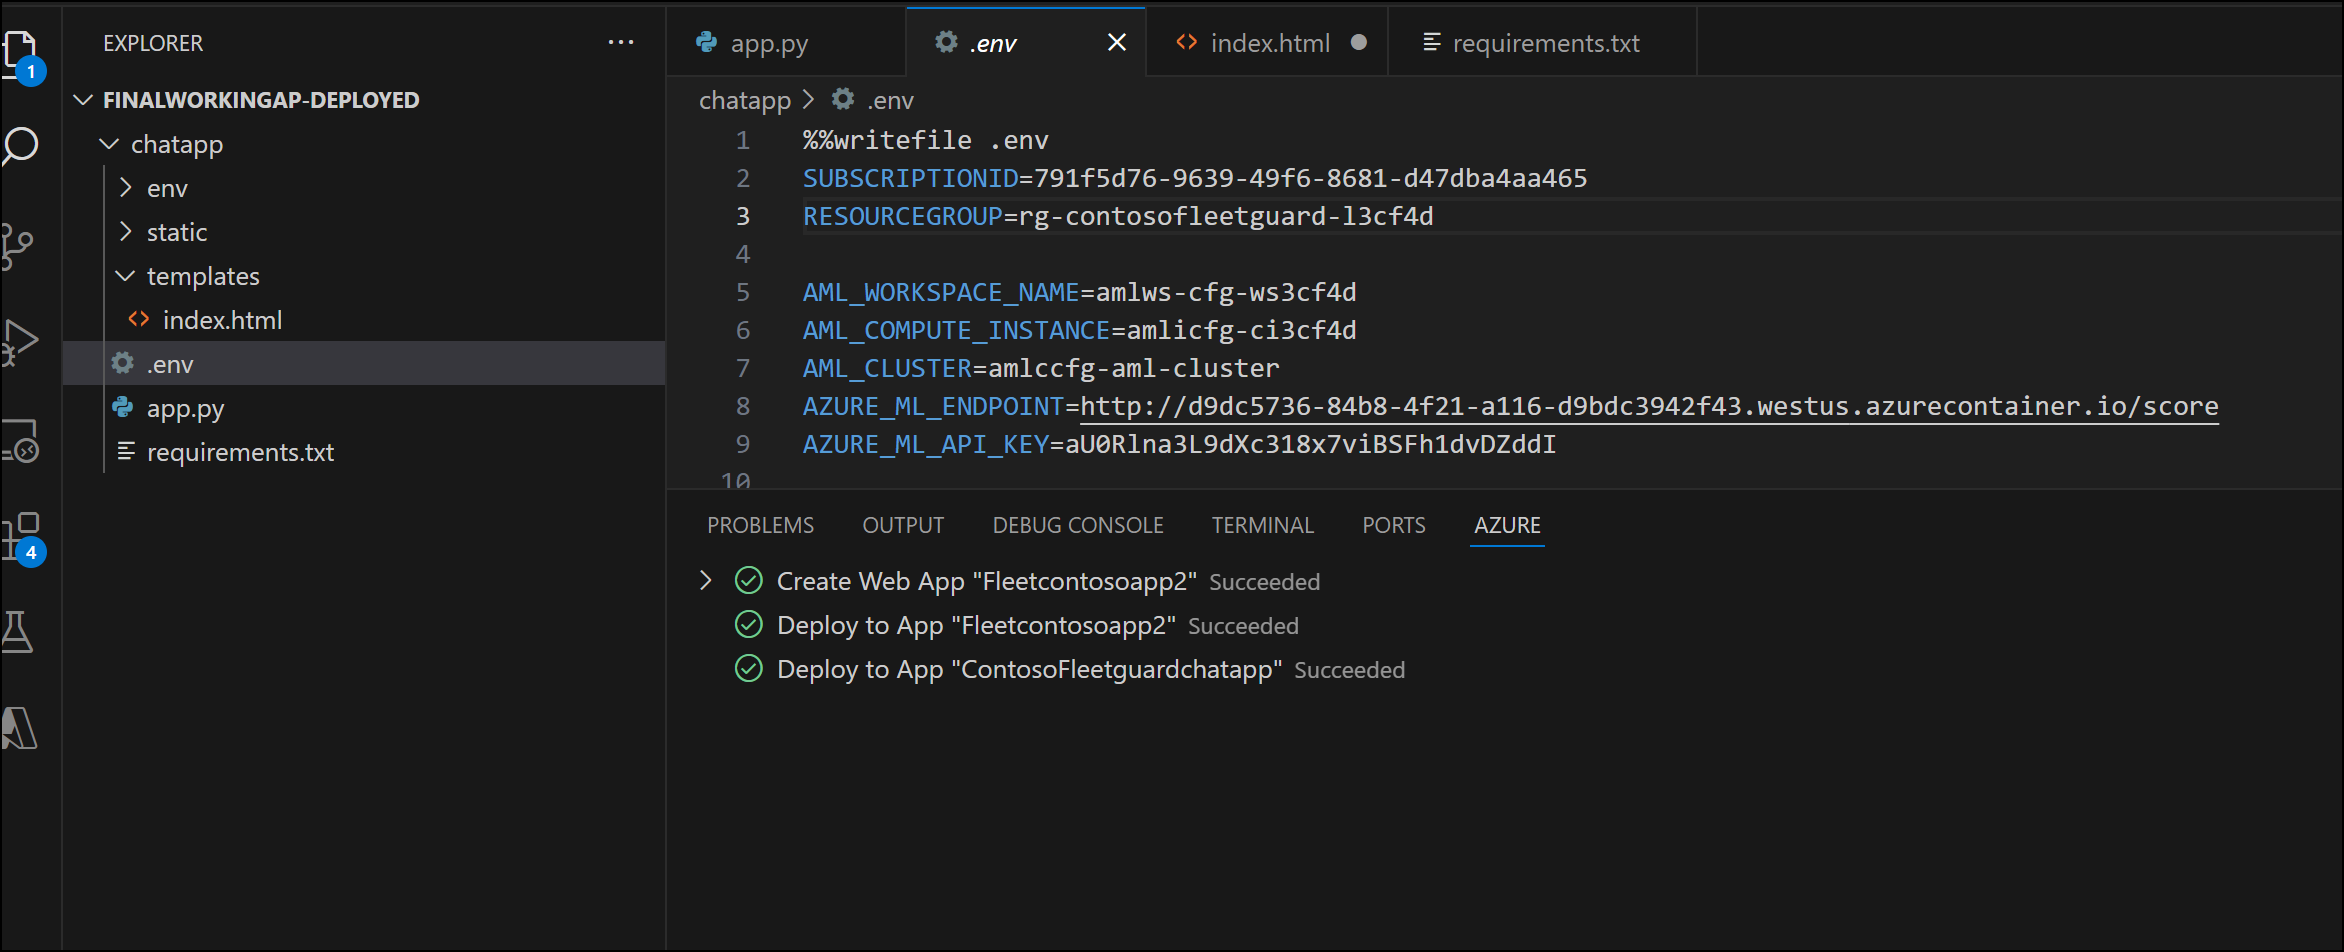 EXPLORER
FINALWORKINGAP-DEPLOYED
chatapp
env
static
templates
index.html
.env
app.py
requirements.txt
1
4
app.py
.env
index.html
requirements.txt
chatapp > .env
1 %%writefile .env
2 SUBSCRIPTIONID=791f5d76-9639-49f6-8681-d47dba4aa465
3 RESOURCEGROUP=rg-contosofleetguard-l3cf4d
4
5 AML_WORKSPACE_NAME=amlws-cfg-ws3cf4d
6 AML_COMPUTE_INSTANCE=amlicfg-ci3cf4d
7 AML_CLUSTER=amlccfg-aml-cluster
8 AZURE_ML_ENDPOINT=http://d9dc5736-84b8-4f21-a116-d9bdc3942f43.westus.azurecontainer.io/score
9 AZURE_ML_API_KEY=aU0Rlna3L9dXc318x7viBSFh1dvDZddI
10
PROBLEMS OUTPUT DEBUG CONSOLE TERMINAL PORTS AZURE
Create Web App "Fleetcontosoapp2" Succeeded
Deploy to App "Fleetcontosoapp2" Succeeded
Deploy to App "ContosoFleetguardchatapp" Succeeded